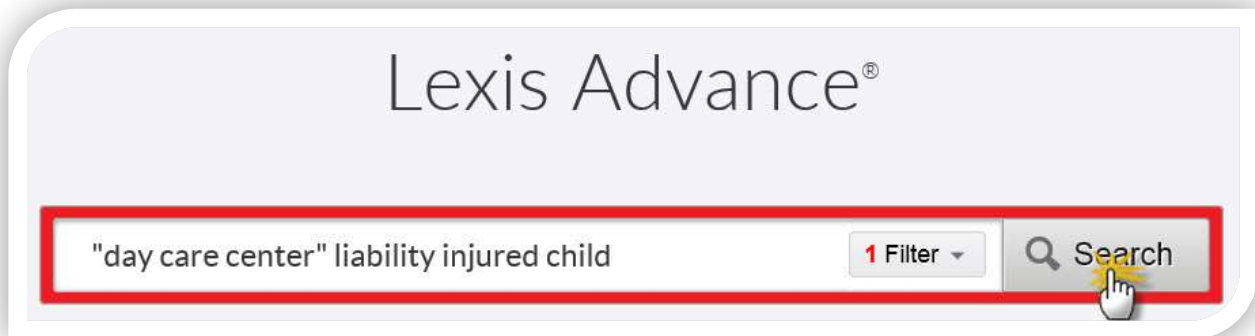 Lexis Advance®
"day care center" liability injured child 1 Filter Search